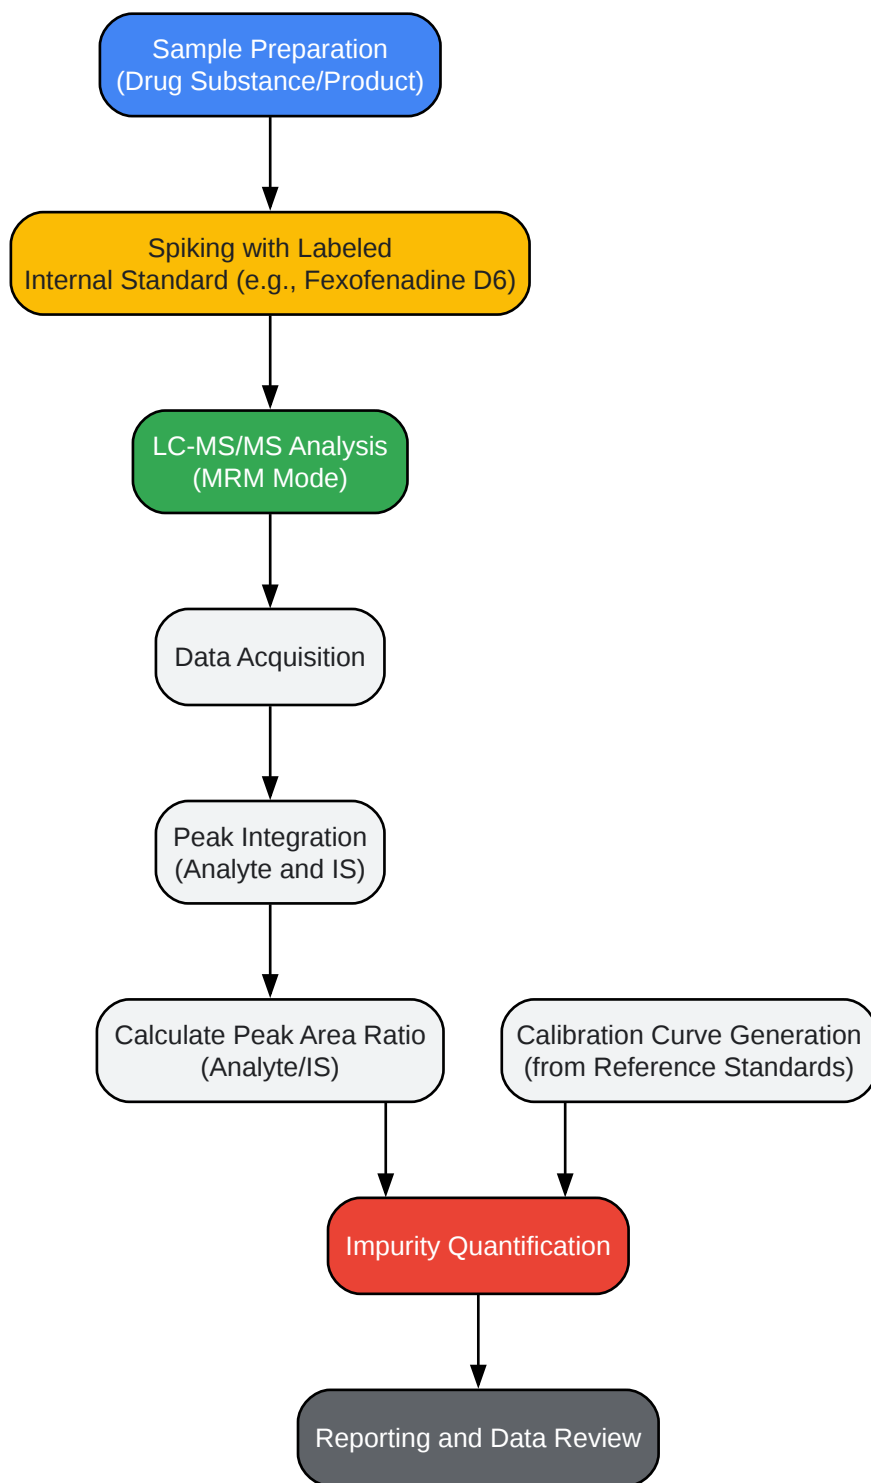 Sample Preparation
(Drug Substance/Product)
Spiking with Labeled
Internal Standard (e.g., Fexofenadine D6)
LC-MS/MS Analysis
(MRM Mode)
Data Acquisition
Peak Integration
(Analyte and IS)
Calculate Peak Area Ratio
(Analyte/IS)
Calibration Curve Generation
(from Reference Standards)
Impurity Quantification
Reporting and Data Review